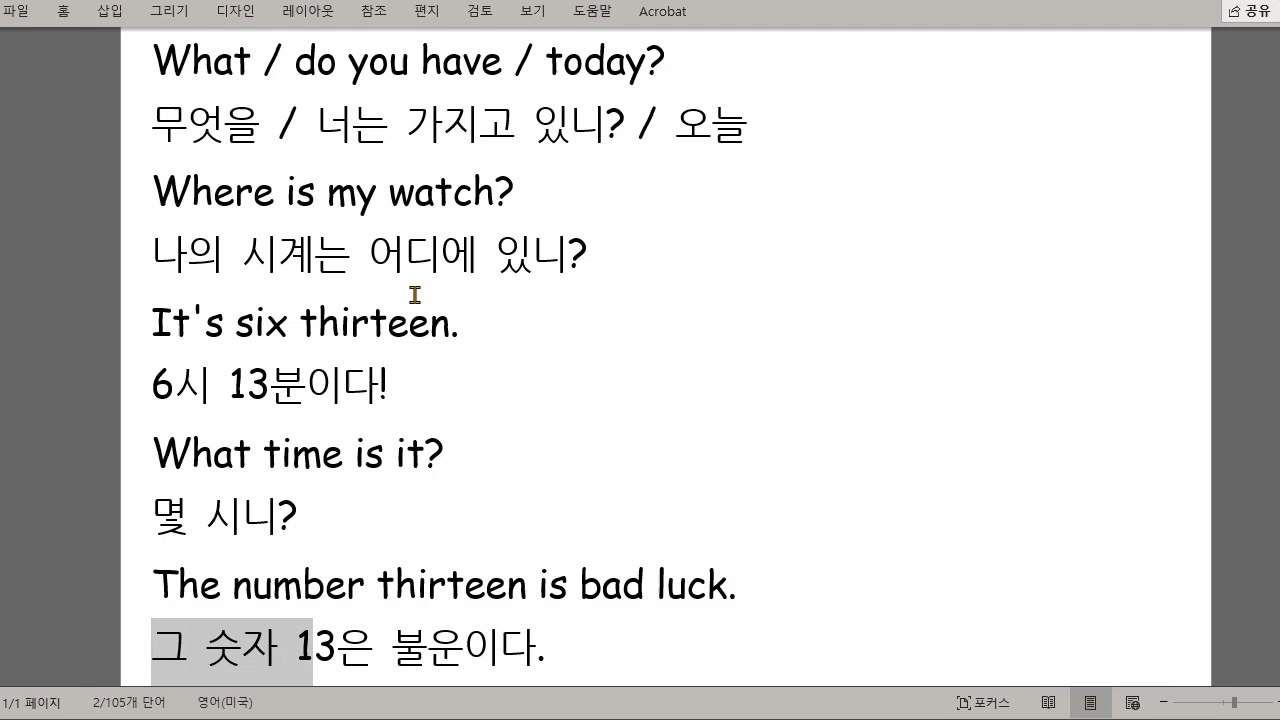 파일 홈 삽입 그리기 디자인 레이아웃 참조 편지 검토 보기 도움말 Acrobat 공유
What / do you have / today?
무엇을 / 너는 가지고 있니? / 오늘
Where is my watch?
나의 시계는 어디에 있니?
It's six thirteen.
6시 13분이다!
What time is it?
몇 시니?
The number thirteen is bad luck.
그 숫자 13은 불운이다.
1/1 페이지 2/105개 단어 영어(미국) 포커스